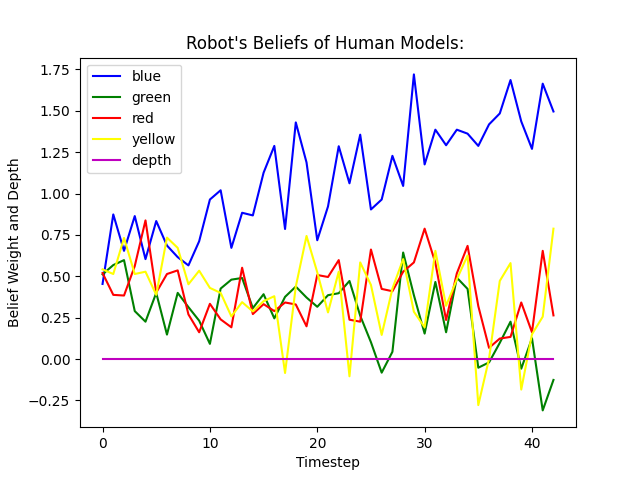 Robot's Beliefs of Human Models:
blue
green
red
yellow
depth
Belief Weight and Depth
1.75
1.50
1.25
1.00
0.75
0.50
0.25
0.00
−0.25
0
10
20
30
40
Timestep